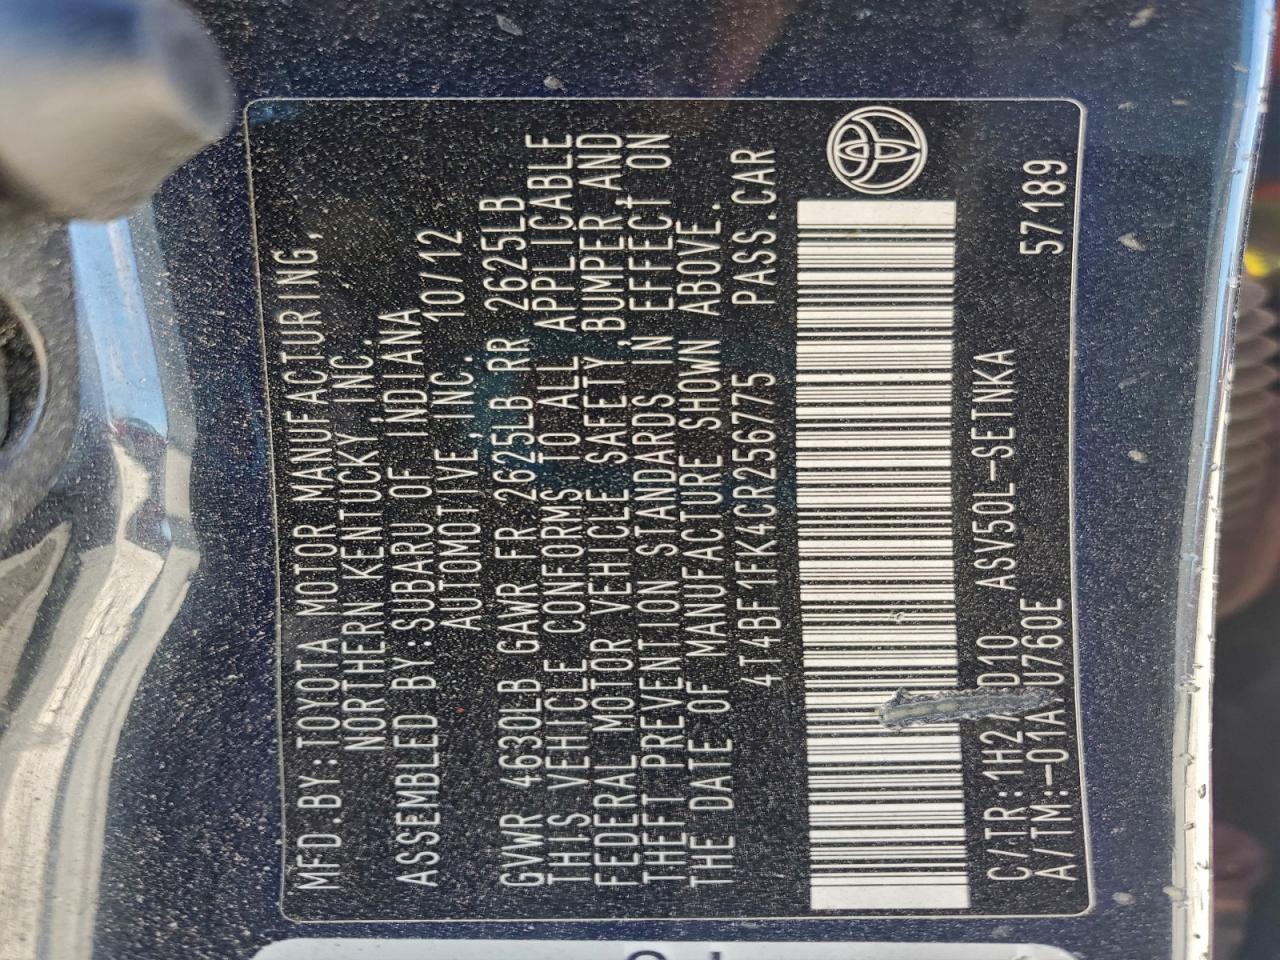 MFD.BY:TOYOTA MOTOR MANUFACTURING,
NORTHERN KENTUCKY,INC.
ASSEMBLED BY:SUBARU OF INDIANA
AUTOMOTIVE,INC. 10/12
GVWR 4630LB GAWR FR 2625LB RR 2625LB
THIS VEHICLE CONFORMS TO ALL APPLICABLE
FEDERAL MOTOR VEHICLE SAFETY,BUMPER,AND
THEFT PREVENTION STANDARDS IN EFFECT ON
THE DATE OF MANUFACTURE SHOWN ABOVE.
4T4BF1FK4CR256775 PASS.CAR
C/TR: ASV50L-SETNKA 57189
A/TM: U760E